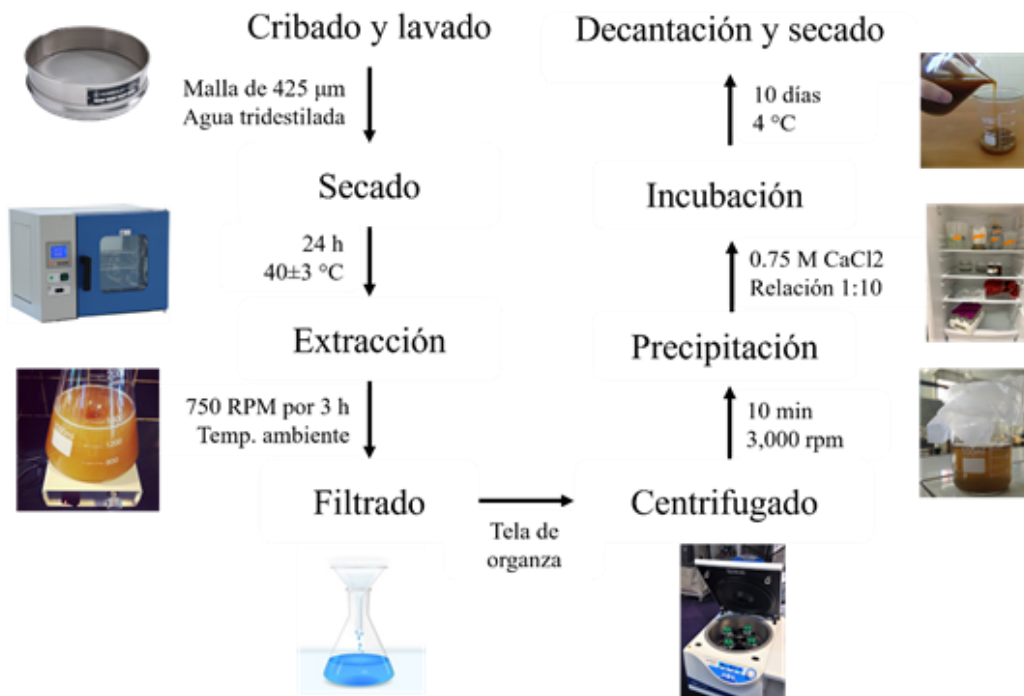 Cribado y lavado
Malla de 425 μm
Agua tridestilada
Secado
24 h
40±3 °C
Extracción
750 RPM por 3 h
Temp. ambiente
Filtrado
Tela de
organza
Centrifugado
10 min
3,000 rpm
Precipitación
0.75 M CaCl2
Relación 1:10
Incubación
10 días
4 °C
Decantación y secado
1200
800